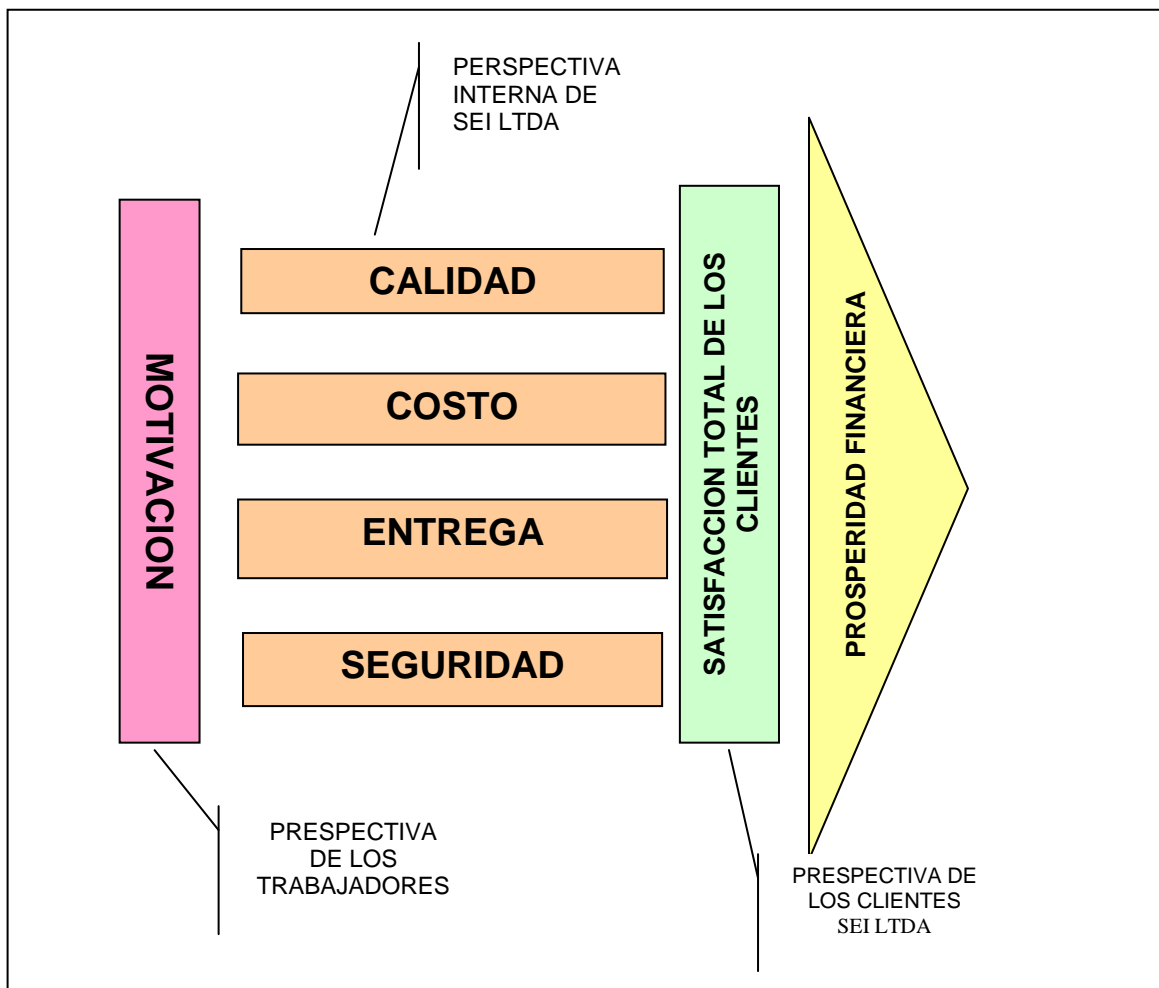 PERSPECTIVA
INTERNA DE
SEI LTDA
MOTIVACION
CALIDAD
COSTO
ENTREGA
SEGURIDAD
SATISFACCION TOTAL DE LOS
CLIENTES
PROSPERIDAD FINANCIERA
PRESPECTIVA
DE LOS
TRABAJADORES
PRESPECTIVA DE
LOS CLIENTES
SEI LTDA